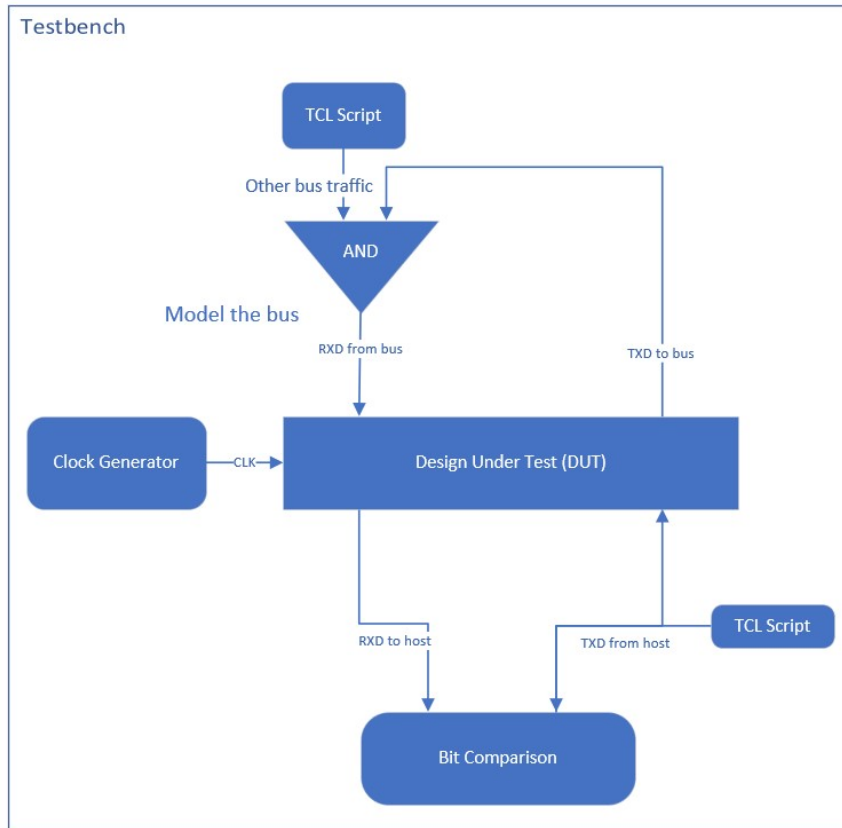 Testbench
TCL Script
Other bus traffic
AND
Model the bus
RXD from bus
TXD to bus
Clock Generator
CLK
Design Under Test (DUT)
TCL Script
RXD to host
TXD from host
Bit Comparison